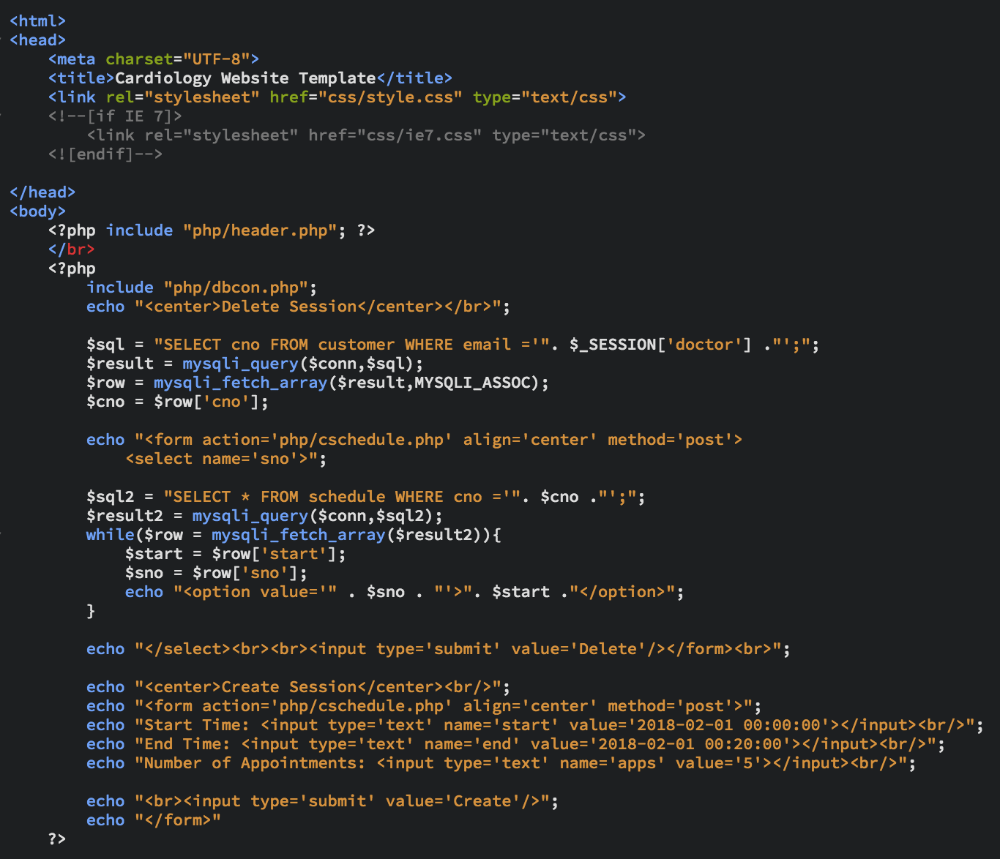 <html>
<head>
    <meta charset="UTF-8">
    <title>Cardiology Website Template</title>
    <link rel="stylesheet" href="css/style.css" type="text/css">
    <!--[if IE 7]>
        <link rel="stylesheet" href="css/ie7.css" type="text/css">
    <![endif]-->

</head>
<body>
    <?php include "php/header.php"; ?>
    </br>
    <?php
        include "php/dbcon.php";
        echo "<center>Delete Session</center></br>";

        $sql = "SELECT cno FROM customer WHERE email ='". $_SESSION['doctor'] ."';";
        $result = mysqli_query($conn,$sql);
        $row = mysqli_fetch_array($result,MYSQLI_ASSOC);
        $cno = $row['cno'];

        echo "<form action='php/cschedule.php' align='center' method='post'>
            <select name='sno'>";

        $sql2 = "SELECT * FROM schedule WHERE cno ='". $cno ."';";
        $result2 = mysqli_query($conn,$sql2);
        while($row = mysqli_fetch_array($result2)){
            $start = $row['start'];
            $sno = $row['sno'];
            echo "<option value='" . $sno . "'>". $start ."</option>";
        }

        echo "</select><br><br><input type='submit' value='Delete'/></form><br>";

        echo "<center>Create Session</center><br/>";
        echo "<form action='php/cschedule.php' align='center' method='post'>";
        echo "Start Time: <input type='text' name='start' value='2018-02-01 00:00:00'></input><br/>";
        echo "End Time: <input type='text' name='end' value='2018-02-01 00:20:00'></input><br/>";
        echo "Number of Appointments: <input type='text' name='apps' value='5'></input><br/>";

        echo "<br><input type='submit' value='Create'/>";
        echo "</form>"
    ?>